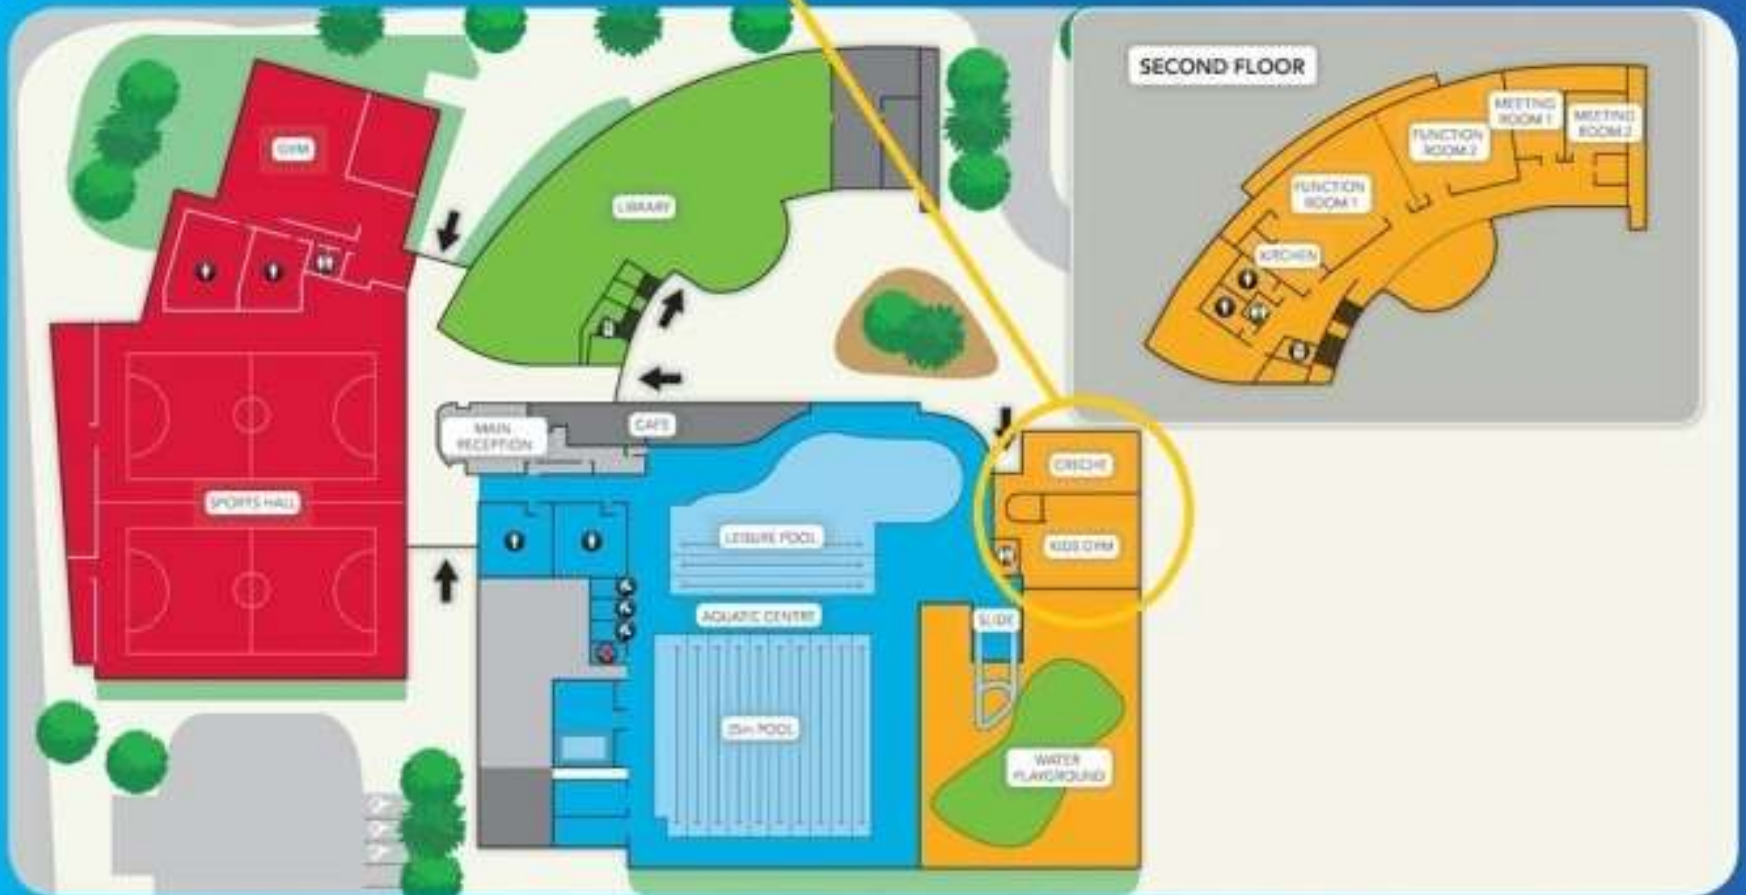 SECOND FLOOR
MEETING
ROOM 1
MEETING
ROOM 2
FUNCTION
ROOM 2
FUNCTION
ROOM 1
KITCHEN
GYM
LIBRARY
MAIN
RECEPTION
CAFE
CRECHE
SPORTS HALL
LEISURE POOL
KIDS GYM
AQUATIC CENTRE
SLIDE
25m POOL
WATER
PLAYGROUND